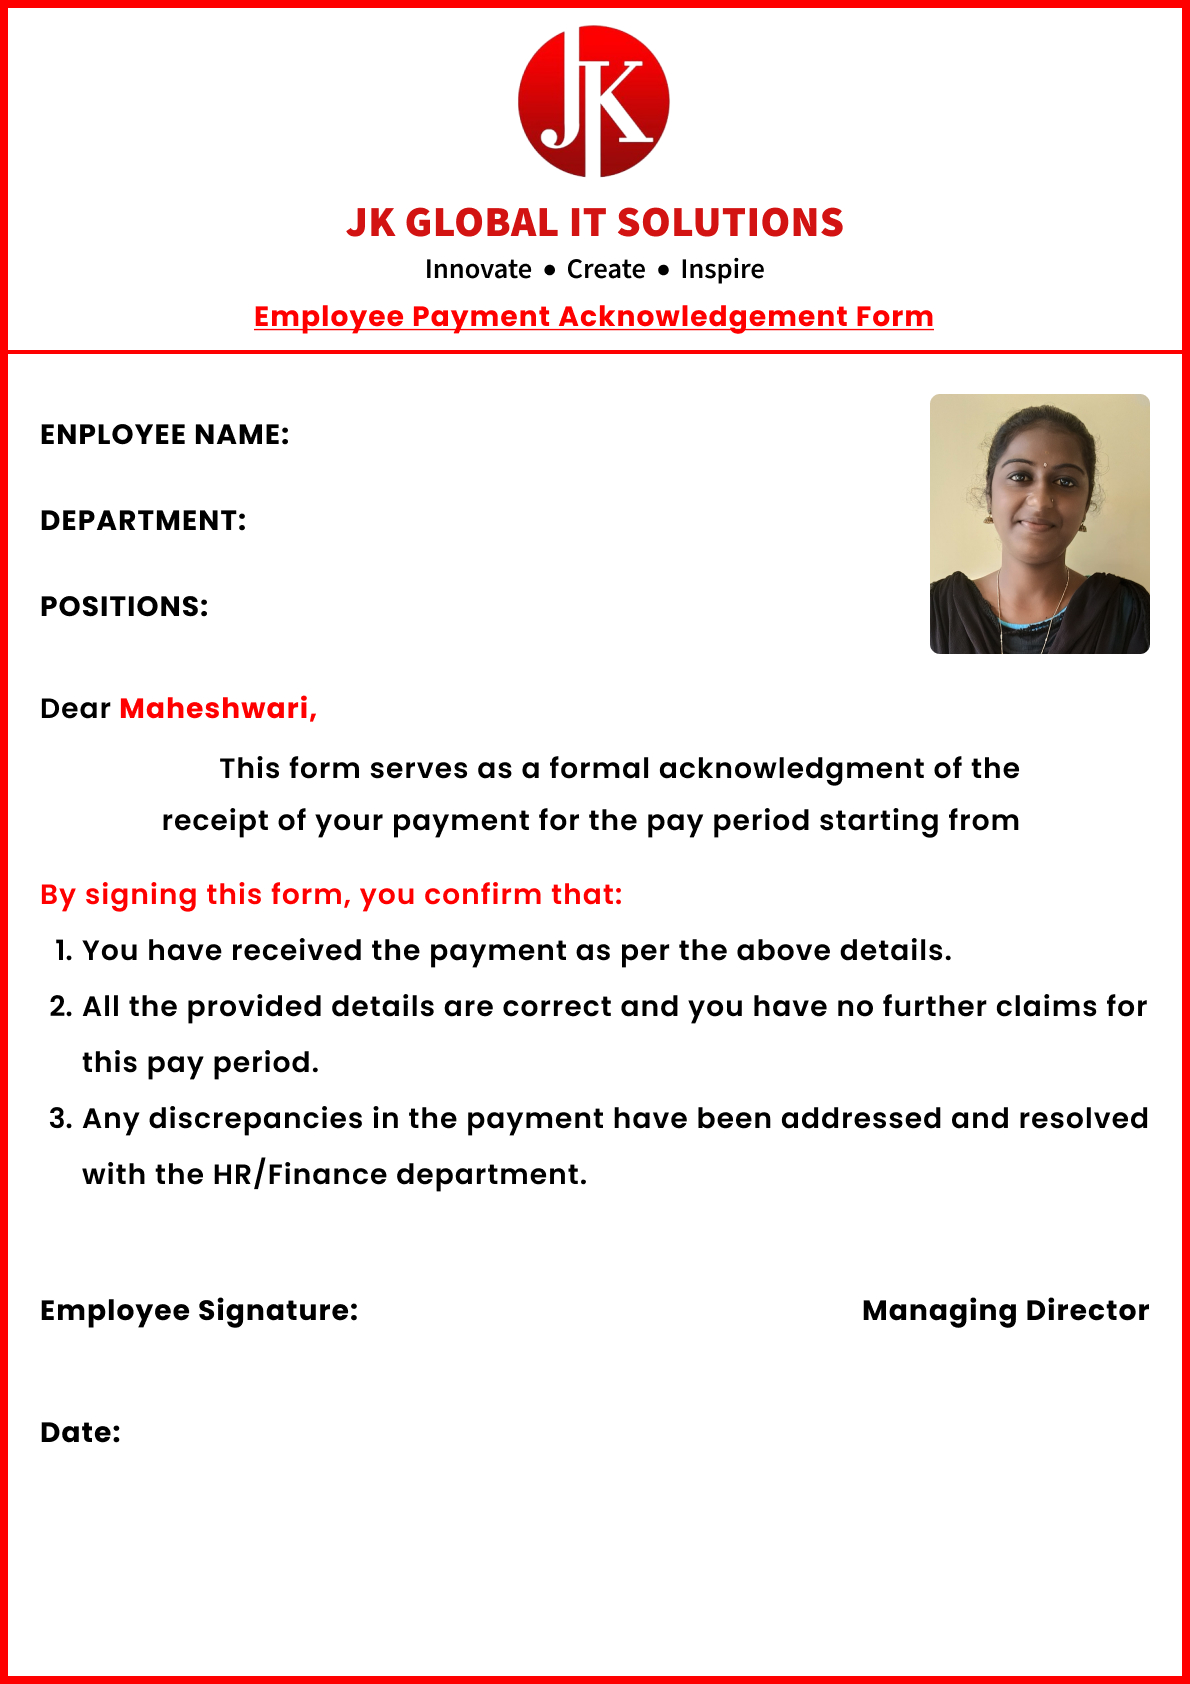 JK
JK GLOBAL IT SOLUTIONS
Innovate • Create • Inspire
Employee Payment Acknowledgement Form
ENPLOYEE NAME:
DEPARTMENT:
POSITIONS:
Dear Maheshwari,
This form serves as a formal acknowledgment of the
receipt of your payment for the pay period starting from
By signing this form, you confirm that:
1. You have received the payment as per the above details.
2. All the provided details are correct and you have no further claims for
this pay period.
3. Any discrepancies in the payment have been addressed and resolved
with the HR/Finance department.
Employee Signature:
Managing Director
Date: